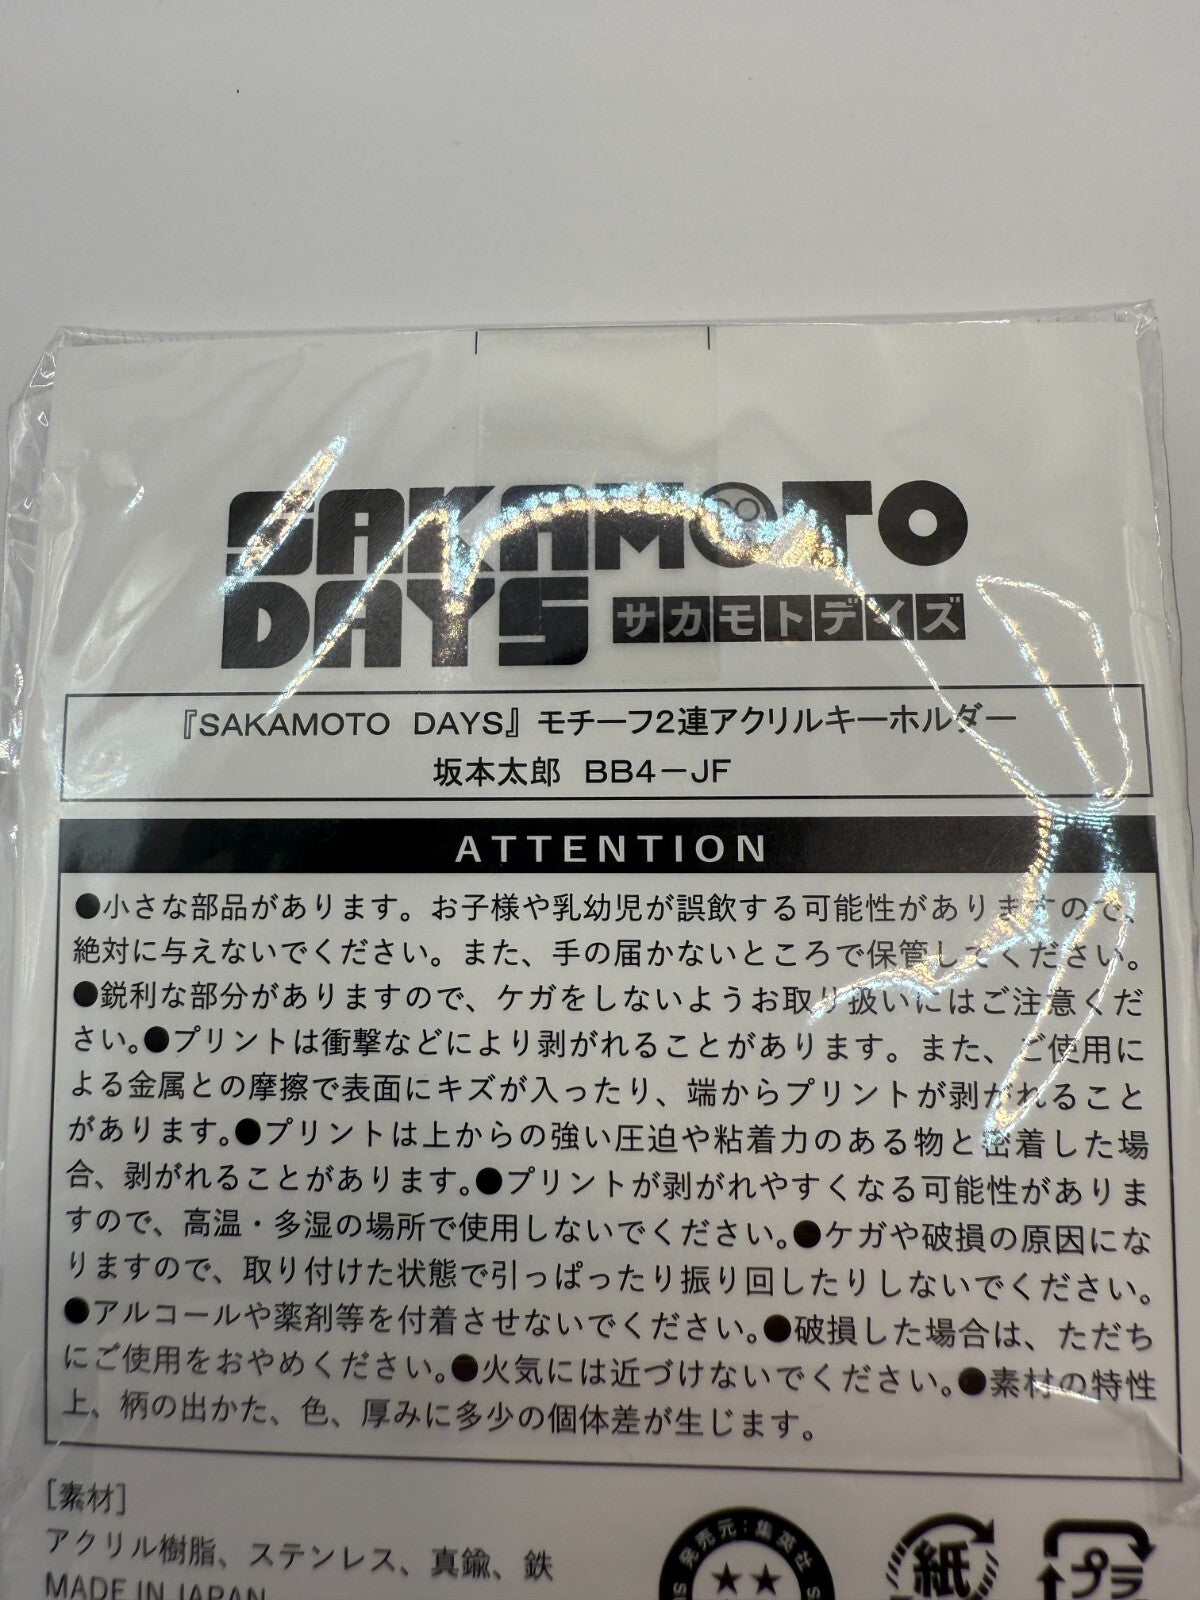 SAKAMOTO
DAYS サカモトデイズ
『SAKAMOTO DAYS』モチーフ2連アクリルキーホルダー
坂本太郎 BB4－JF
ATTENTION
●小さな部品があります。お子様や乳幼児が誤飲する可能性がありますので、
絶対に与えないでください。また、手の届かないところで保管してください。
●鋭利な部分がありますので、ケガをしないようお取り扱いにはご注意くだ
さい。●プリントは衝撃などにより剥がれることがあります。また、ご使用に
よる金属との摩擦で表面にキズが入ったり、端からプリントが剥がれること
があります。●プリントは上からの強い圧迫や粘着力のある物と密着した場
合、剥がれることがあります。●プリントが剥がれやすくなる可能性がありま
すので、高温・多湿の場所で使用しないでください。●ケガや破損の原因にな
りますので、取り付けた状態で引っぱったり振り回したりしないでください。
●アルコールや薬剤等を付着させないでください。●破損した場合は、ただち
にご使用をおやめください。●火気には近づけないでください。●素材の特性
上、柄の出かた、色、厚みに多少の個体差が生じます。
[素材]
アクリル樹脂、ステンレス、真鍮、鉄
MADE IN JAPAN
発売元：集英社
紙
プラ